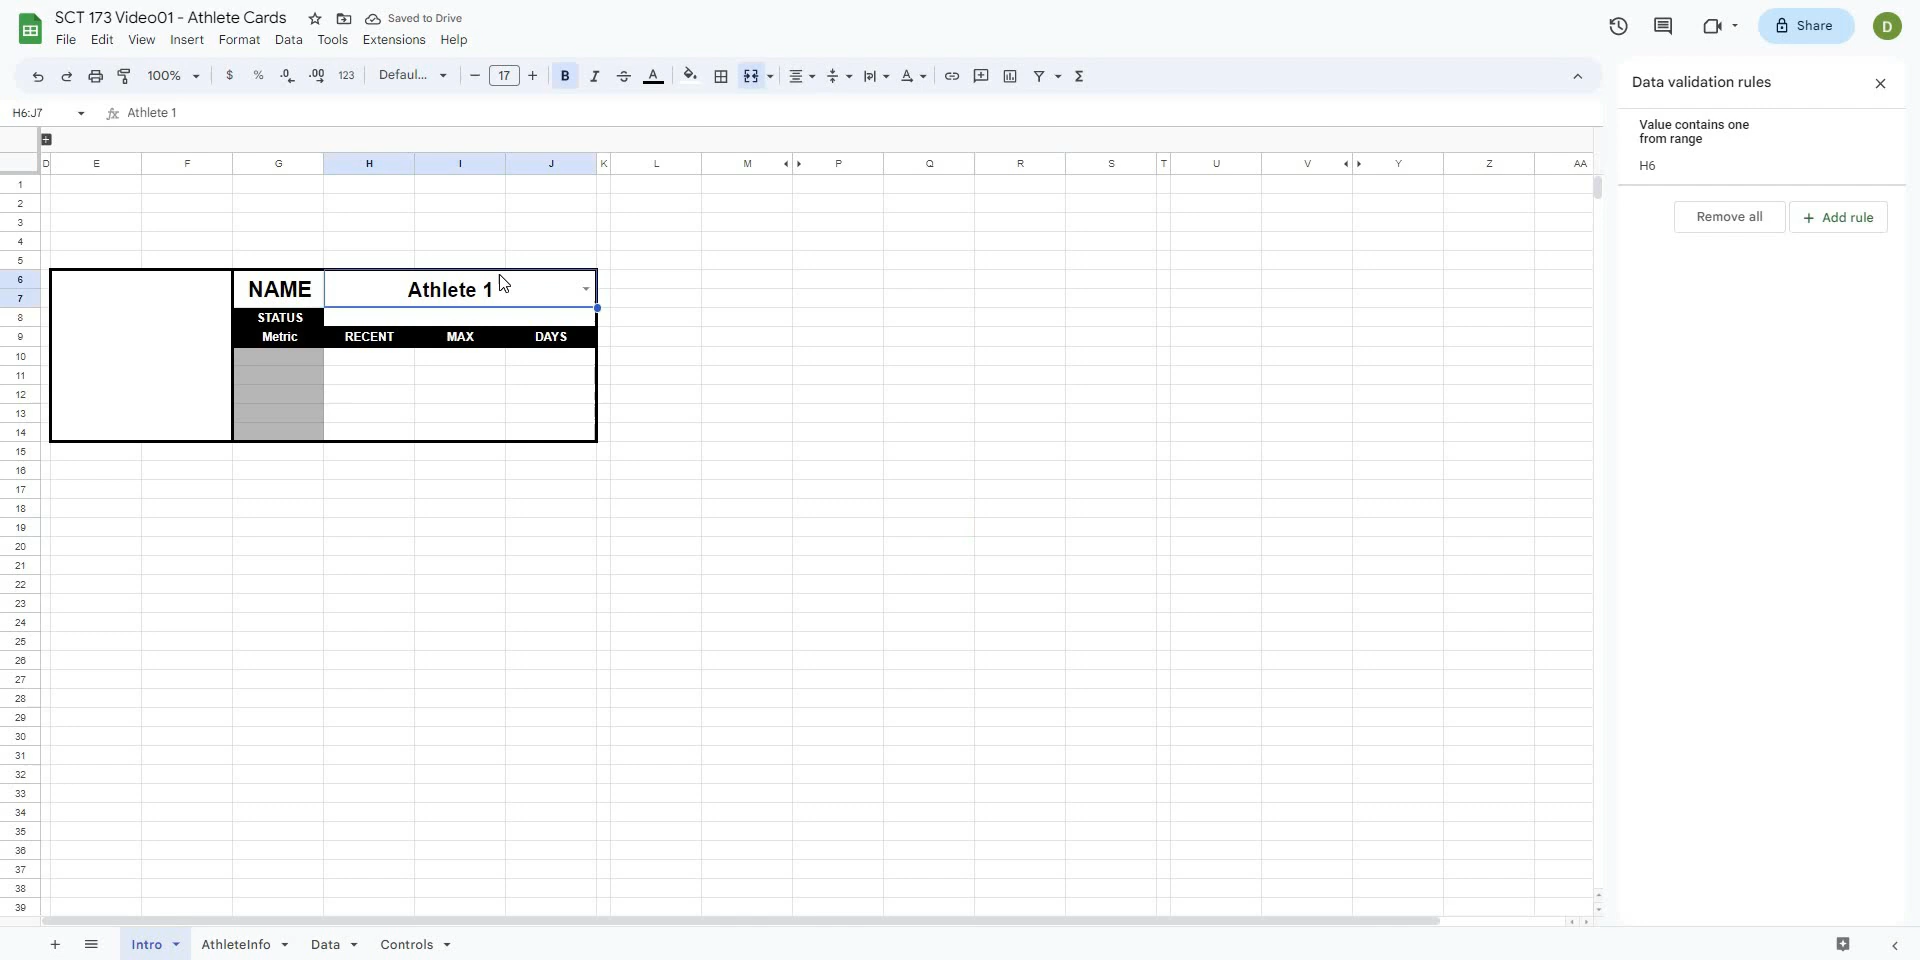 SCT 173 Video01 - Athlete Cards
Saved to Drive
File Edit View Insert Format Data Tools Extensions Help
Share
D
100% $ % .0 .00 123 Defaul... 17 B I S A
H6:J7 fx Athlete 1
D E F G H I J K L M P Q R S T U V Y Z AA
1
2
3
4
5
6
7
8
9
10
11
12
13
14
15
16
17
18
19
20
21
22
23
24
25
26
27
28
29
30
31
32
33
34
35
36
37
38
39
NAME Athlete 1
STATUS
Metric RECENT MAX DAYS
Data validation rules
Value contains one
from range
H6
Remove all
+ Add rule
Intro AthleteInfo Data Controls